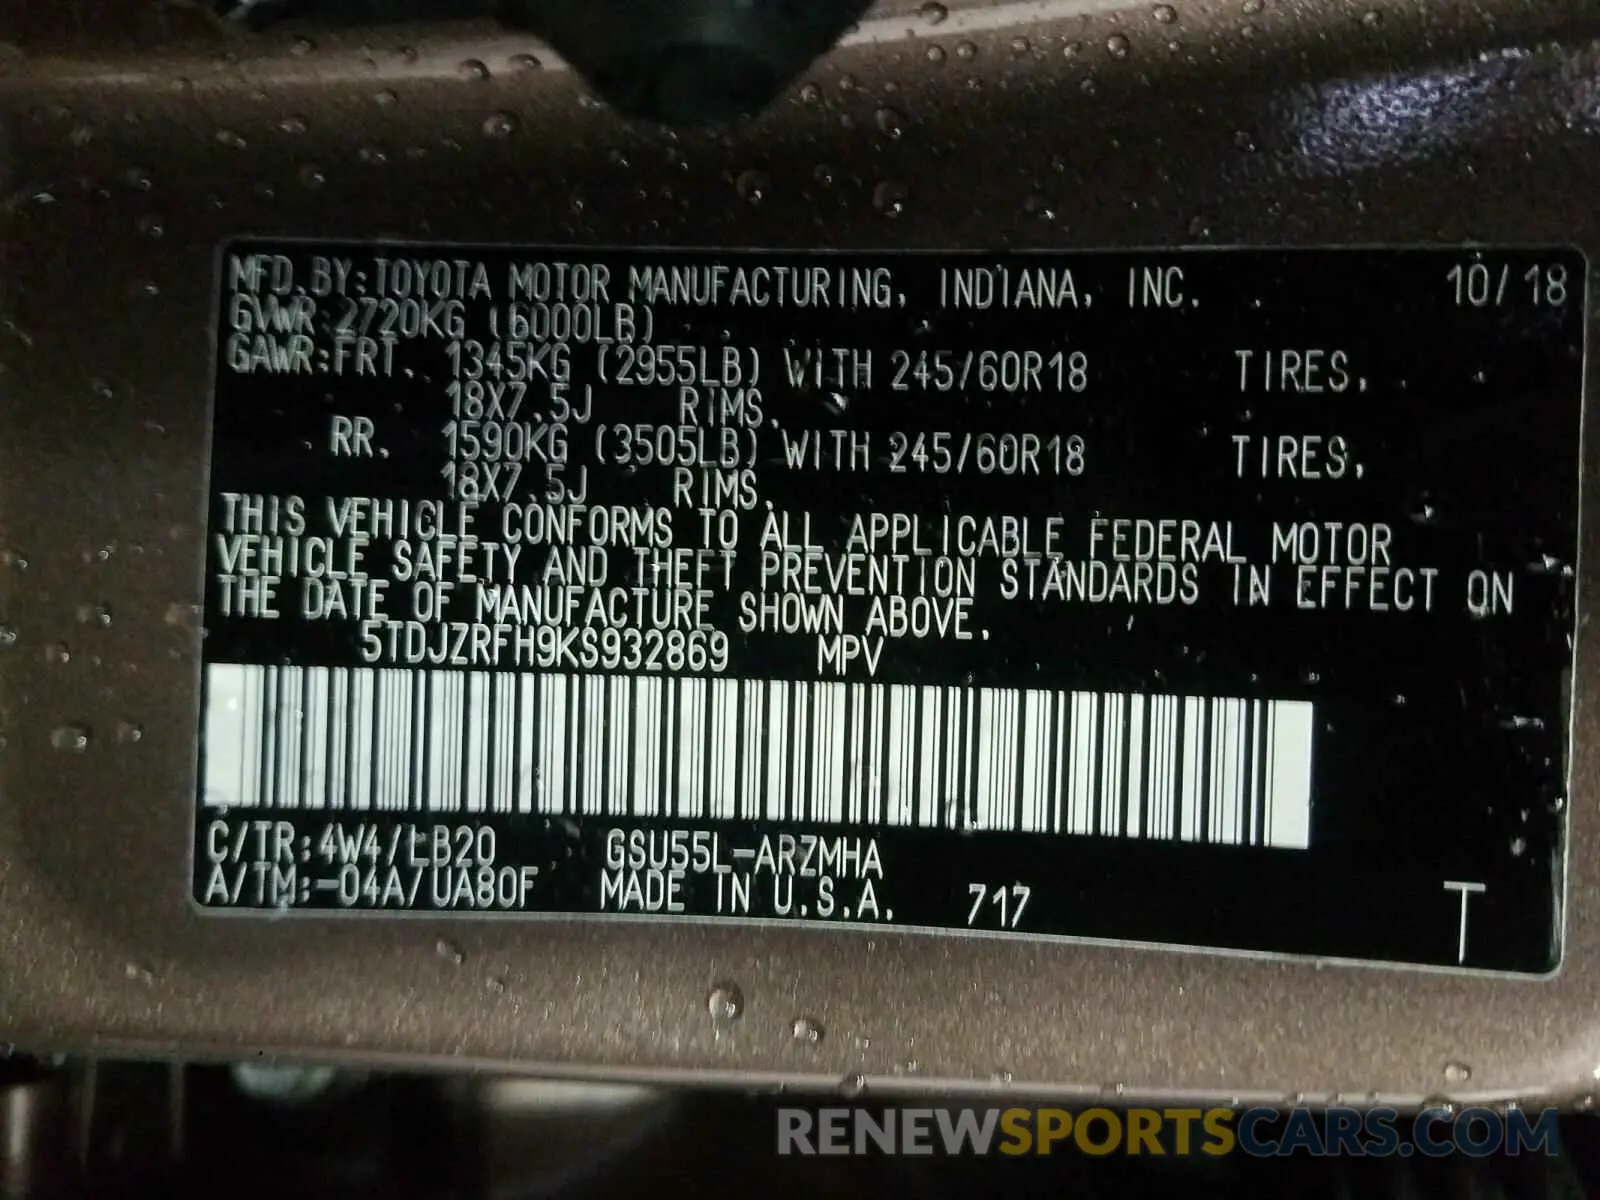 MFD.BY:TOYOTA MOTOR MANUFACTURING, INDIANA, INC. 10/18
GVWR:2720KG (6000LB)
GAWR:FRT. 1345KG (2955LB) WITH 245/60R18 TIRES,
18X7.5J RIMS,
RR. 1590KG (3505LB) WITH 245/60R18 TIRES,
18X7.5J RIMS,
THIS VEHICLE CONFORMS TO ALL APPLICABLE FEDERAL MOTOR
VEHICLE SAFETY AND THEFT PREVENTION STANDARDS IN EFFECT ON
THE DATE OF MANUFACTURE SHOWN ABOVE.
5TDJZRFH9KS932869 MPV
C/TR:4W4/LB20 GSU55L-ARZMHA
A/TM:-04A/UA80F MADE IN U.S.A. 717 T
RENEWSPORTSCARS.COM